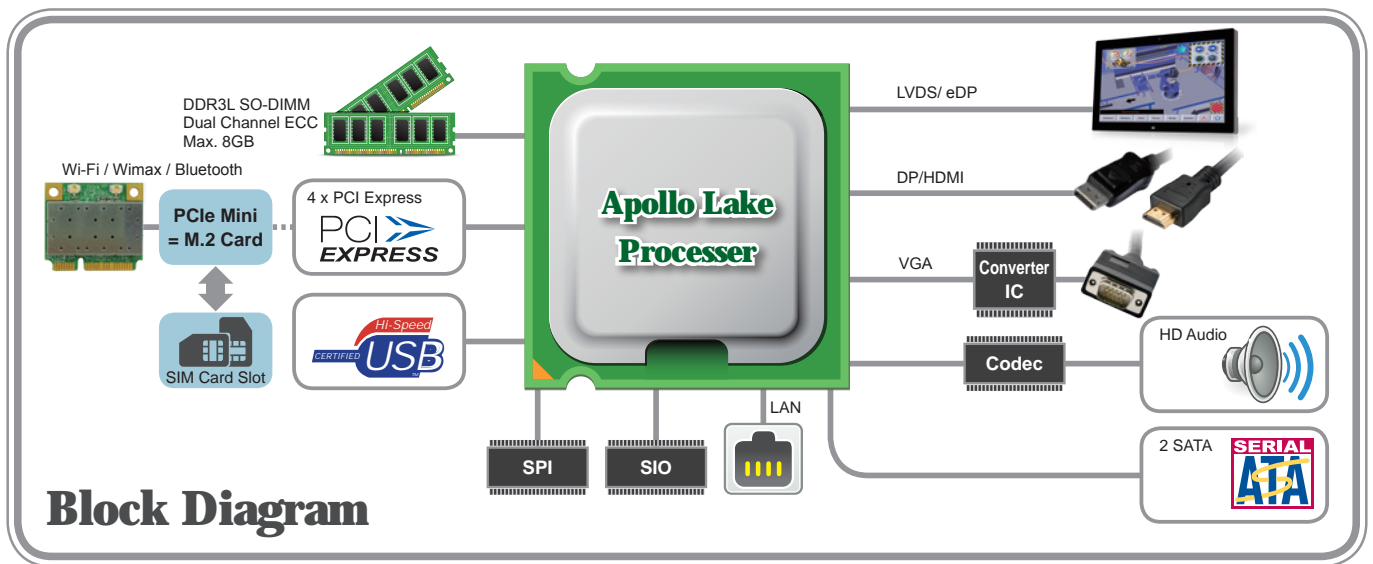 DDR3L SO-DIMM
Dual Channel ECC
Max. 8GB
Wi-Fi / Wimax / Bluetooth
PCIe Mini
= M.2 Card
4 x PCI Express
PCI
EXPRESS
SIM Card Slot
Hi-Speed
CERTIFIED
USB
TM
Apollo Lake
Processer
LVDS/ eDP
DP/HDMI
VGA
Converter
IC
Codec
HD Audio
2 SATA
SERIAL
ATA
SPI
SIO
LAN
Block Diagram